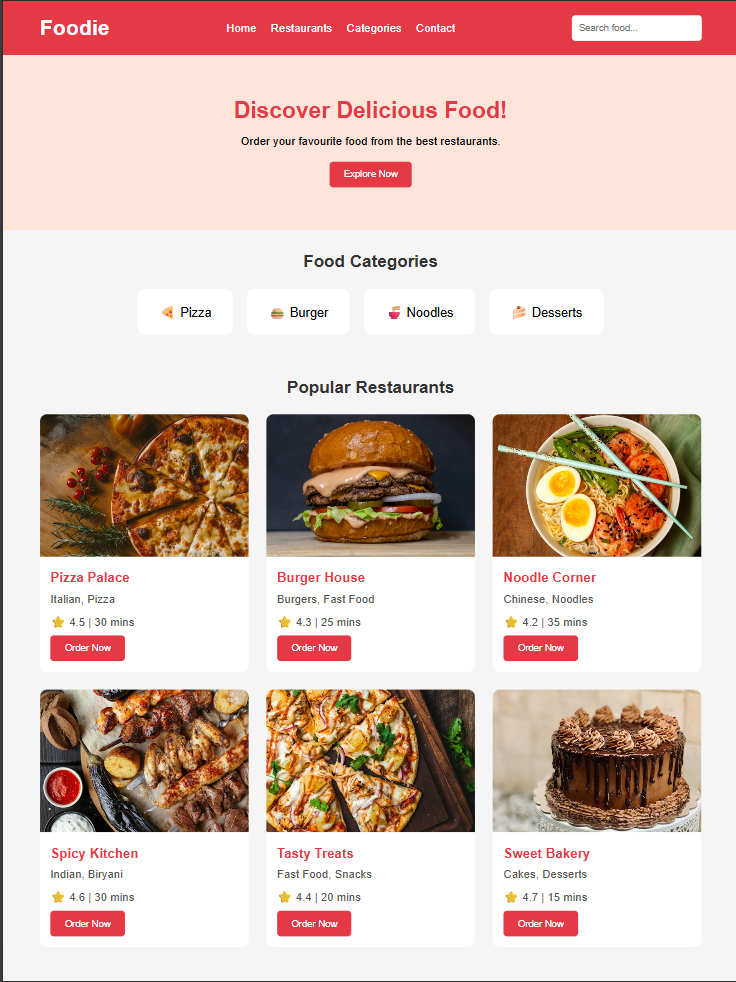 Foodie
Home Restaurants Categories Contact
Search food...
Discover Delicious Food!
Order your favourite food from the best restaurants.
Explore Now
Food Categories
🍕 Pizza
🍔 Burger
🍜 Noodles
🍰 Desserts
Popular Restaurants
Pizza Palace
Italian, Pizza
⭐ 4.5 | 30 mins
Order Now
Burger House
Burgers, Fast Food
⭐ 4.3 | 25 mins
Order Now
Noodle Corner
Chinese, Noodles
⭐ 4.2 | 35 mins
Order Now
Spicy Kitchen
Indian, Biryani
⭐ 4.6 | 30 mins
Order Now
Tasty Treats
Fast Food, Snacks
⭐ 4.4 | 20 mins
Order Now
Sweet Bakery
Cakes, Desserts
⭐ 4.7 | 15 mins
Order Now